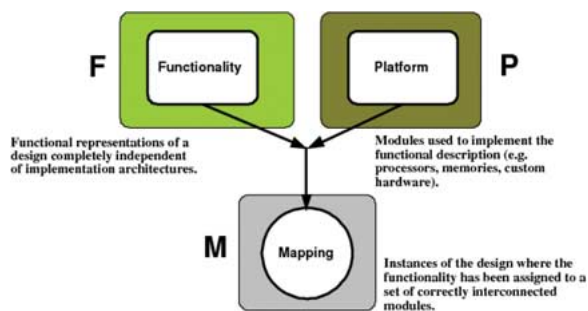 F
Functionality
Platform
P
Functional representations of a
design completely independent
of implementation architectures.
Modules used to implement the
functional description (e.g.
processors, memories, custom
hardware).
M
Mapping
Instances of the design where the
functionality has been assigned to a
set of correctly interconnected
modules.